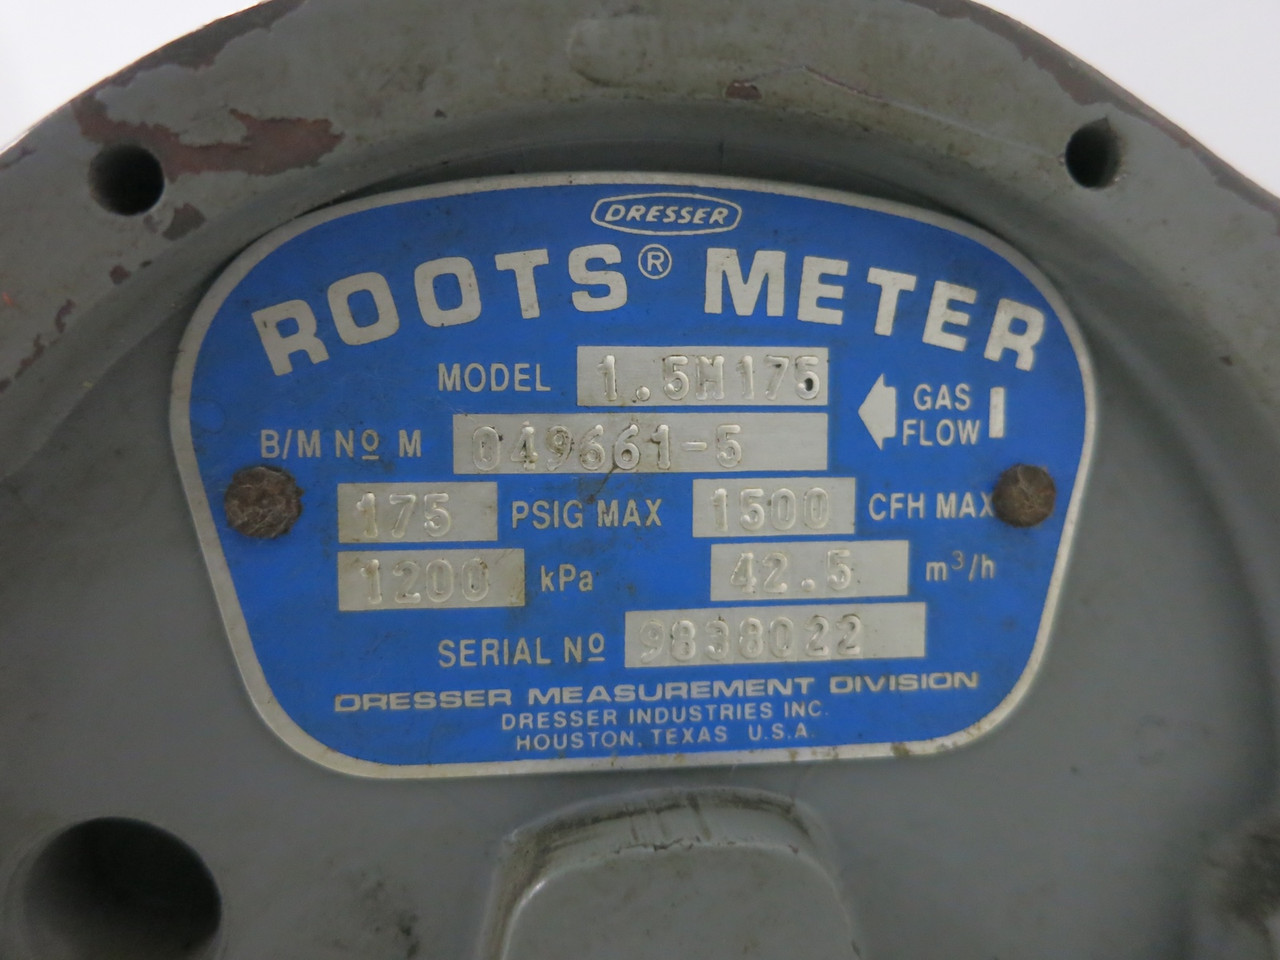 DRESSER
ROOTS® METER
MODEL 1.5M175
GAS FLOW
B/M No M 049661-5
175 PSIG MAX 1500 CFH MAX
1200 kPa 42.5 m³/h
SERIAL No 9838022
DRESSER MEASUREMENT DIVISION
DRESSER INDUSTRIES INC.
HOUSTON, TEXAS U.S.A.